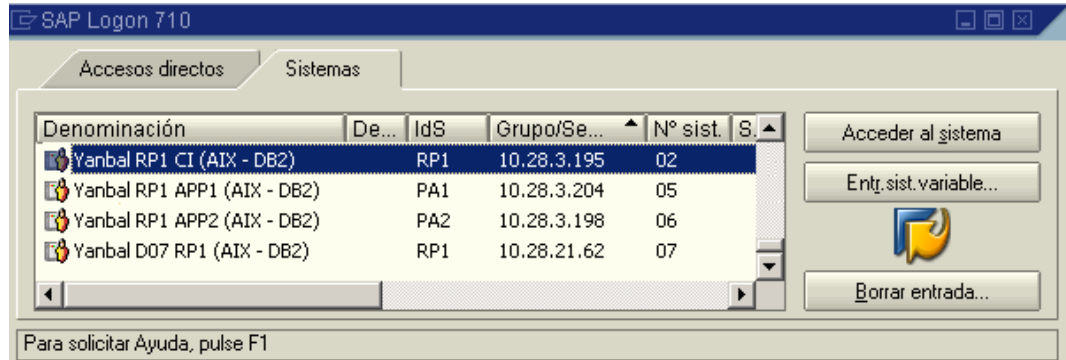 SAP Logon 710
Accesos directos Sistemas
Denominación De... IdS Grupo/Se... Nº sist. S.
Yanbal RP1 CI (AIX - DB2) RP1 10.28.3.195 02
Yanbal RP1 APP1 (AIX - DB2) PA1 10.28.3.204 05
Yanbal RP1 APP2 (AIX - DB2) PA2 10.28.3.198 06
Yanbal D07 RP1 (AIX - DB2) RP1 10.28.21.62 07
Acceder al sistema
Entr.sist.variable...
Borrar entrada...
Para solicitar Ayuda, pulse F1